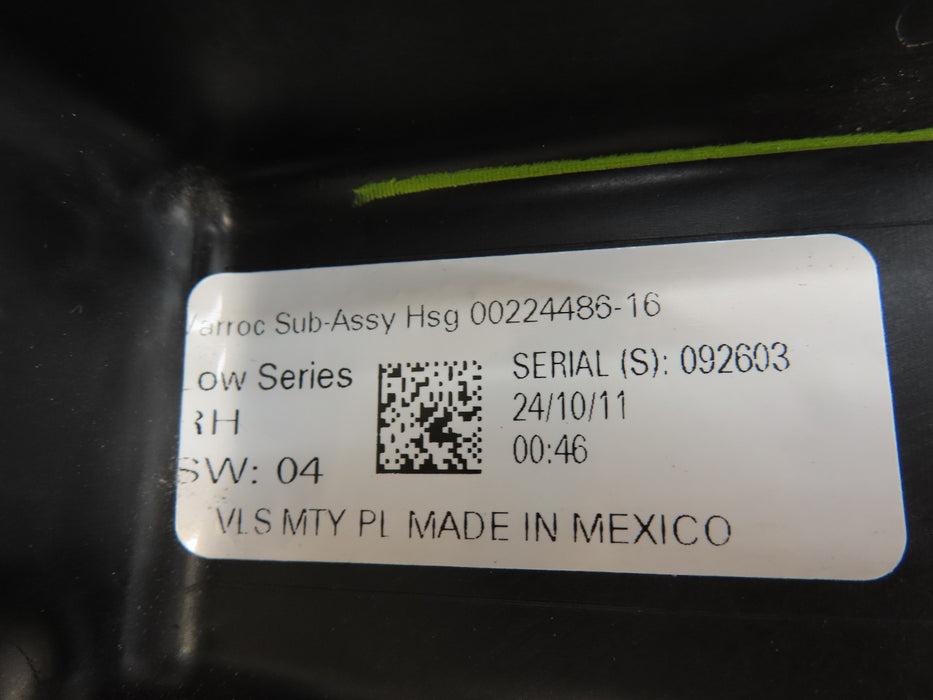 Varroc Sub-Assy Hsg 00224486-16
Low Series
RH
SW: 04
SERIAL (S): 092603
24/10/11
00:46
VLS MTY PL MADE IN MEXICO